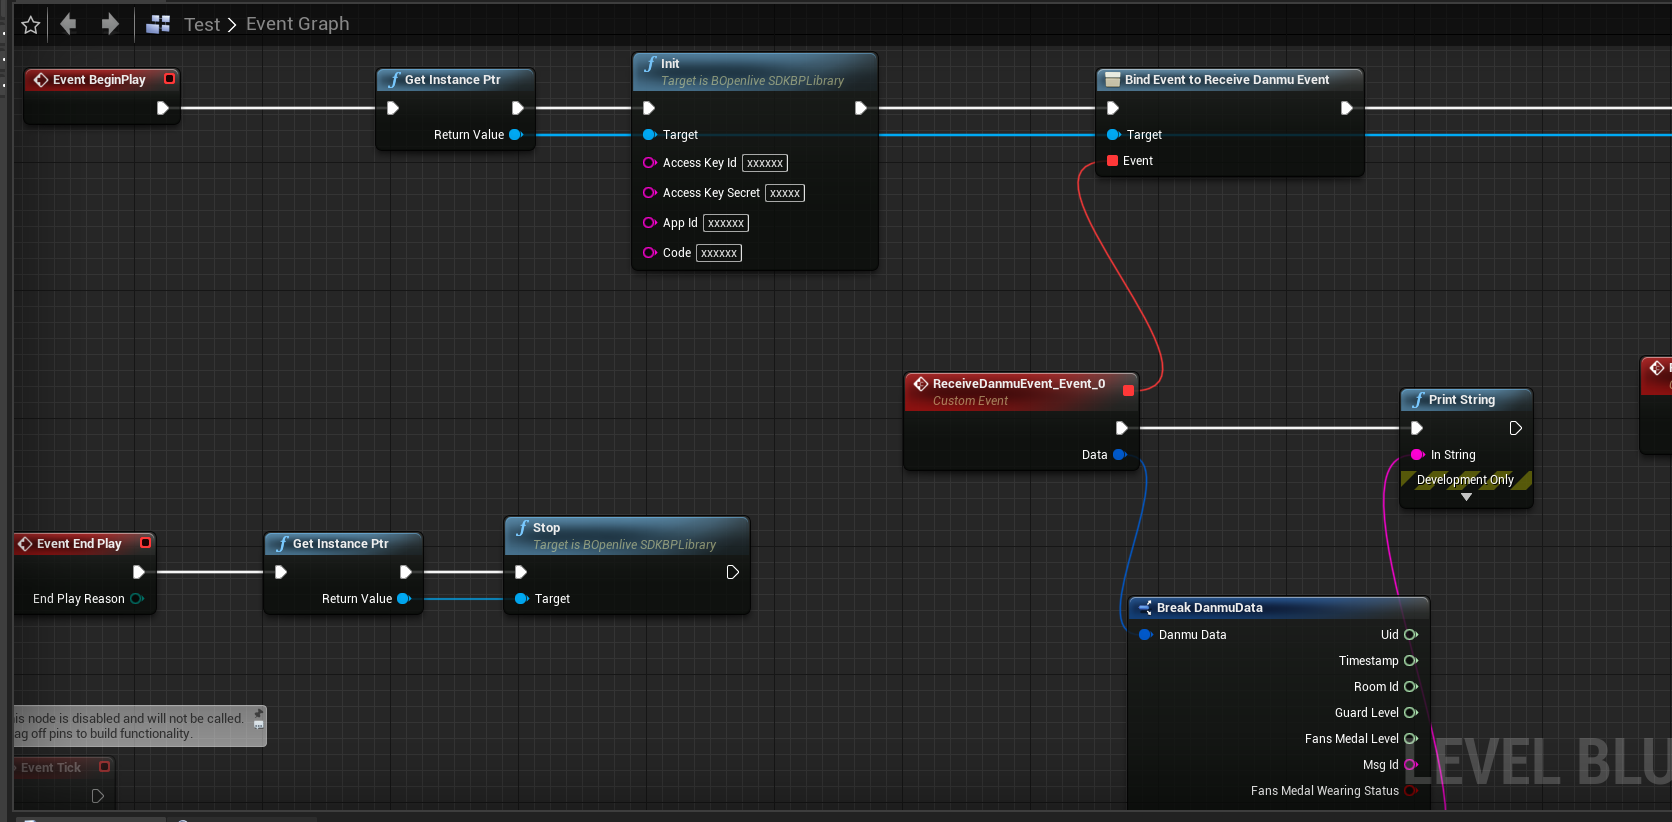 Test > Event Graph
Event BeginPlay
Get Instance Ptr
Return Value
Init
Target is BOpenlive SDKBPLibrary
Target
Access Key Id xxxxxx
Access Key Secret xxxxx
App Id xxxxxx
Code xxxxxx
Bind Event to Receive Danmu Event
Target
Event
ReceiveDanmuEvent_Event_0
Custom Event
Data
Print String
In String
Development Only
Event End Play
End Play Reason
Get Instance Ptr
Return Value
Stop
Target is BOpenlive SDKBPLibrary
Target
Break DanmuData
Danmu Data
Uid
Timestamp
Room Id
Guard Level
Fans Medal Level
Msg Id
Fans Medal Wearing Status
is node is disabled and will not be called.
ag off pins to build functionality.
Event Tick
LEVEL BLU